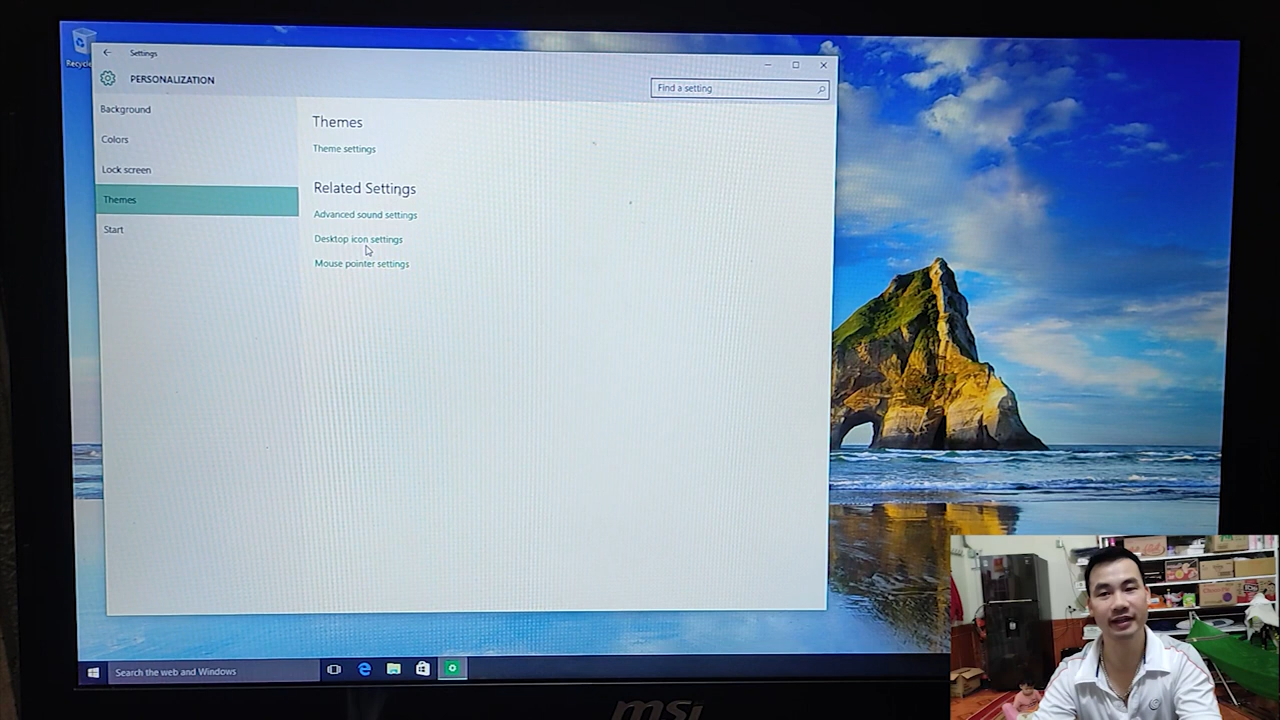 Settings
PERSONALIZATION
Find a setting
Background
Colors
Lock screen
Themes
Start
Themes
Theme settings
Related Settings
Advanced sound settings
Desktop icon settings
Mouse pointer settings
Search the web and Windows
msi